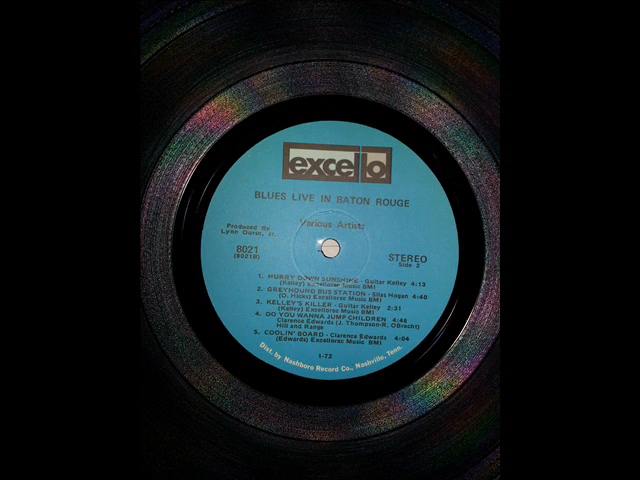 excello
BLUES LIVE IN BATON ROUGE
Various Artists
Produced By
Lynn Ourso, Jr.
8021
(8021B)
STEREO
Side 2
1. HURRY DOWN SUNSHINE - Guitar Kelley 4:13
(Kelley) Excellorec Music BMI
2. GREYHOUND BUS STATION - Silas Hogan 4:40
(O. Hicks) Excellorec Music BMI
3. KELLEY'S KILLER - Guitar Kelley 2:31
(Kelley) Excellorec Music BMI
4. DO YOU WANNA JUMP CHILDREN 4:46
Clarence Edwards (J. Thompson-R. OBrecht)
Hill and Range
5. COOLIN' BOARD - Clarence Edwards 4:04
(Edwards) Excellorec Music BMI
1-72
Dist. by Nashboro Record Co., Nashville, Tenn.